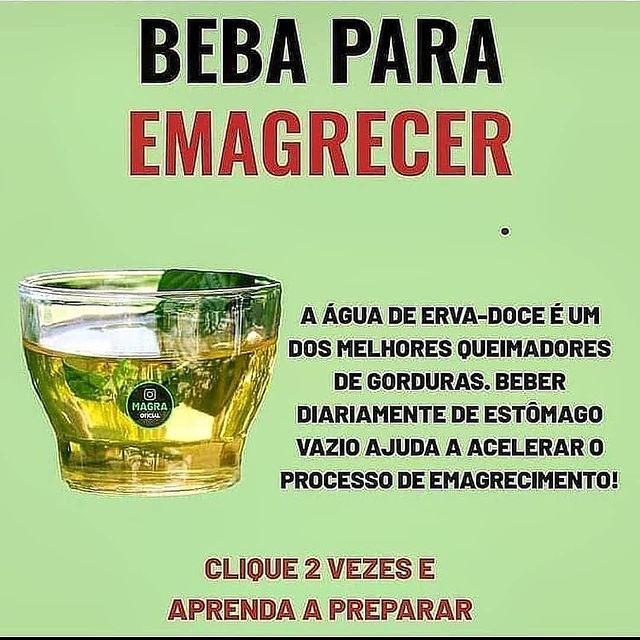 BEBA PARA
EMAGRECER
A ÁGUA DE ERVA-DOCE É UM
DOS MELHORES QUEIMADORES
DE GORDURAS. BEBER
DIARIAMENTE DE ESTÔMAGO
VAZIO AJUDA A ACELERAR O
PROCESSO DE EMAGRECIMENTO!
MAGRA
OFICIAL
CLIQUE 2 VEZES E
APRENDA A PREPARAR